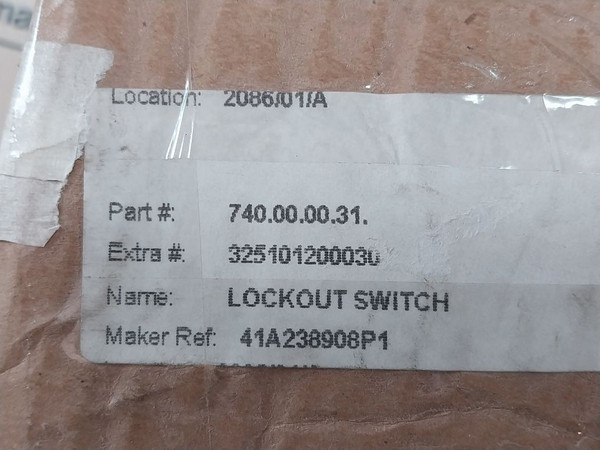 Location: 2086/01/A
Part #: 740.00.00.31.
Extra #: 325101200030
Name: LOCKOUT SWITCH
Maker Ref: 41A238908P1